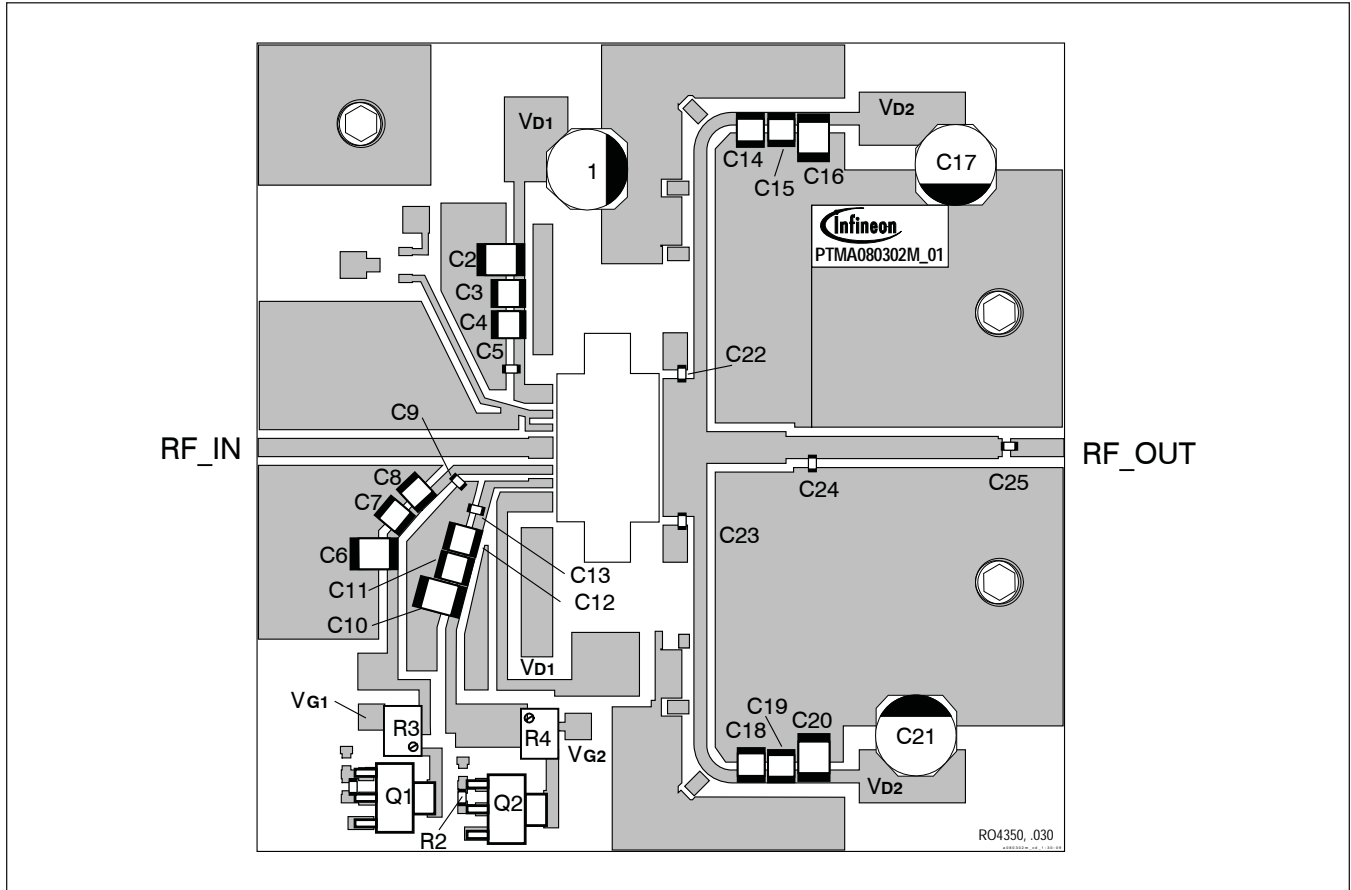 VD1
VD2
1
C14
C15
C16
C17
infineon
PTMA080302M_01
C2
C3
C4
C5
C22
C9
RF_IN
RF_OUT
C8
C7
C6
C24
C25
C23
C13
C12
C11
C10
VD1
VG1
R3
R4
VG2
C19
C18
C20
C21
VD2
Q1
Q2
R2
RO4350, .030